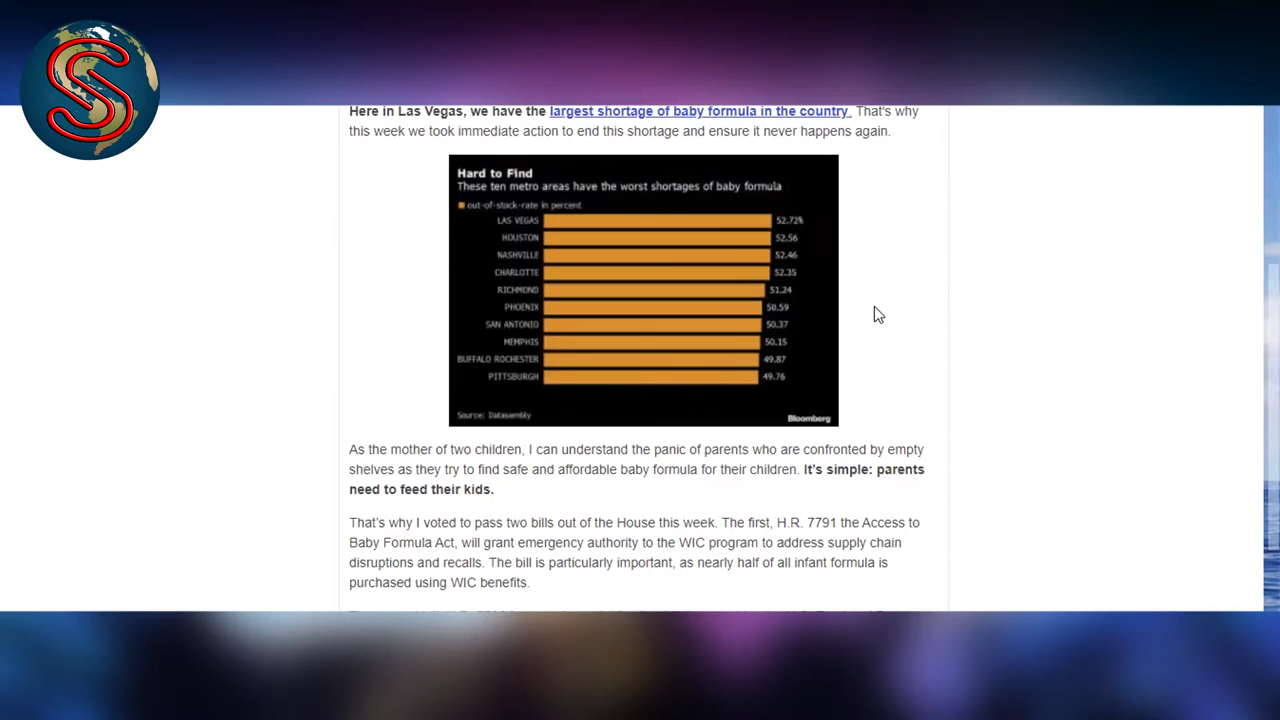 S
Here in Las Vegas, we have the largest shortage of baby formula in the country. That's why
this week we took immediate action to end this shortage and ensure it never happens again.
Hard to Find
These ten metro areas have the worst shortages of baby formula
out-of-stock-rate in percent
LAS VEGAS 52.72%
HOUSTON 52.56
NASHVILLE 52.46
CHARLOTTE 52.35
RICHMOND 51.24
PHOENIX 50.59
SAN ANTONIO 50.37
MEMPHIS 50.15
BUFFALO ROCHESTER 49.87
PITTSBURGH 49.76
Source: Datasembly
Bloomberg
As the mother of two children, I can understand the panic of parents who are confronted by empty
shelves as they try to find safe and affordable baby formula for their children. It's simple: parents
need to feed their kids.
That's why I voted to pass two bills out of the House this week. The first, H.R. 7791 the Access to
Baby Formula Act, will grant emergency authority to the WIC program to address supply chain
disruptions and recalls. The bill is particularly important, as nearly half of all infant formula is
purchased using WIC benefits.